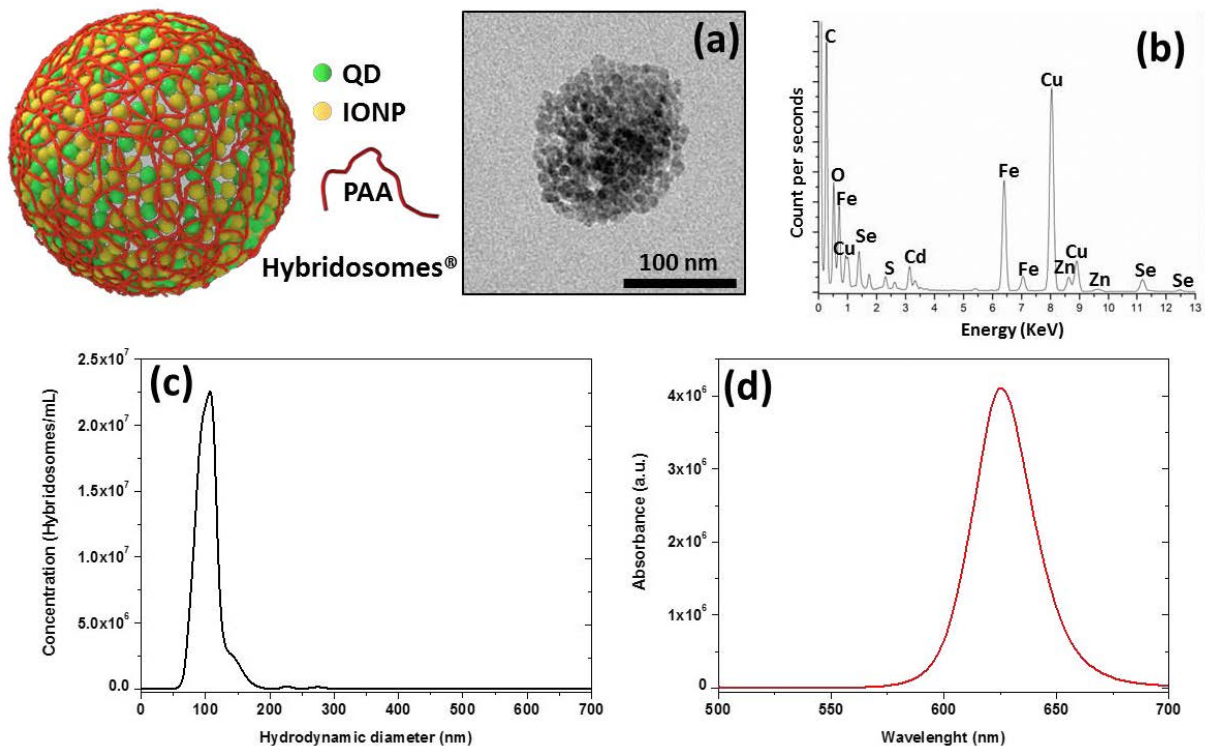 QD
IONP
PAA
Hybridosomes®
(a)
100 nm
(b)
Count per seconds
C
O
Fe
Cu
Se
S
Cd
Fe
Fe
Cu
Zn
Cu
Zn
Se
Se
0 1 2 3 4 5 6 7 8 9 10 11 12 13
Energy (KeV)
(c)
Concentration (Hybridosomes/mL)
2.5x10⁷
2.0x10⁷
1.5x10⁷
1.0x10⁷
5.0x10⁶
0.0
0 100 200 300 400 500 600 700
Hydrodynamic diameter (nm)
(d)
Absorbance (a.u.)
4x10⁶
3x10⁶
2x10⁶
1x10⁶
0
500 550 600 650 700
Wavelenght (nm)